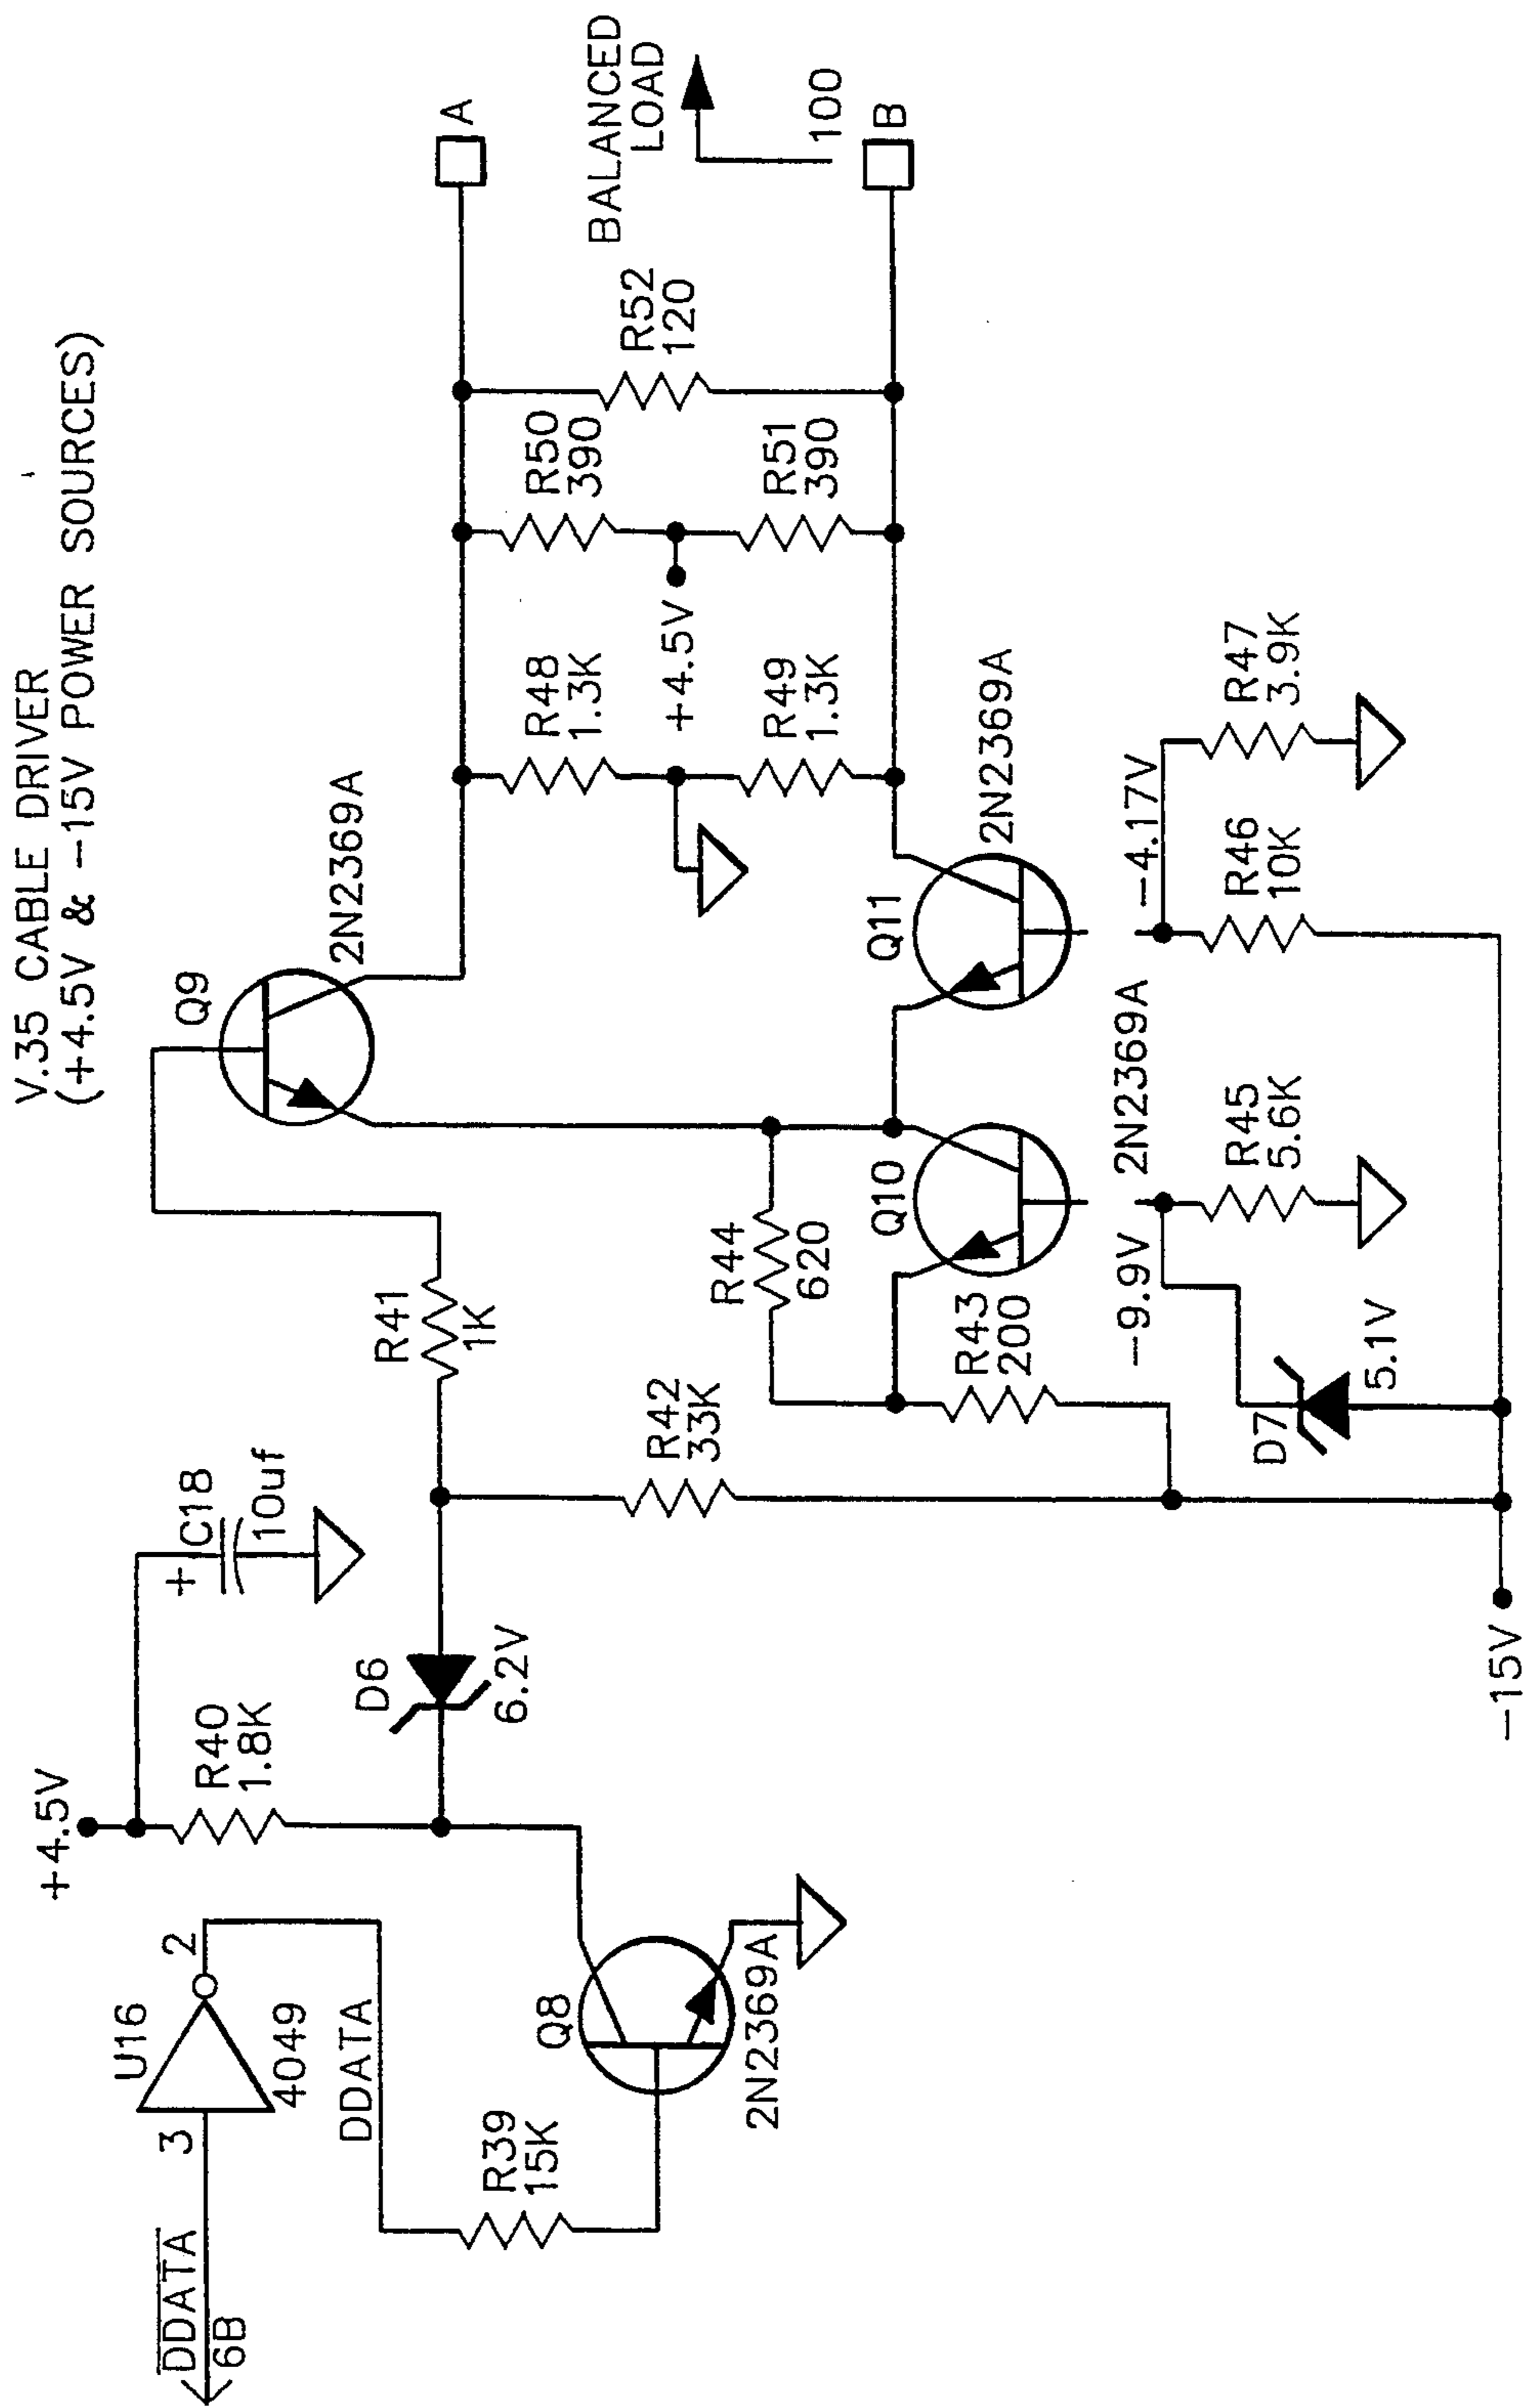 V.35 CABLE DRIVER
(+4.5V & -15V POWER SOURCES)
DDATA
6B
3
U16
4049
2
DDATA
R39
15K
Q8
2N2369A
+4.5V
R40
1.8K
+
C18
10uf
D6
6.2V
R42
33K
R41
1K
Q9
2N2369A
R44
620
R43
200
Q10
2N2369A
-9.9V
D7
5.1V
R45
5.6K
-15V
Q11
2N2369A
-4.17V
R46
10K
R47
3.9K
R48
1.3K
+4.5V
R49
1.3K
R50
390
R51
390
R52
120
A
BALANCED
LOAD
100
B